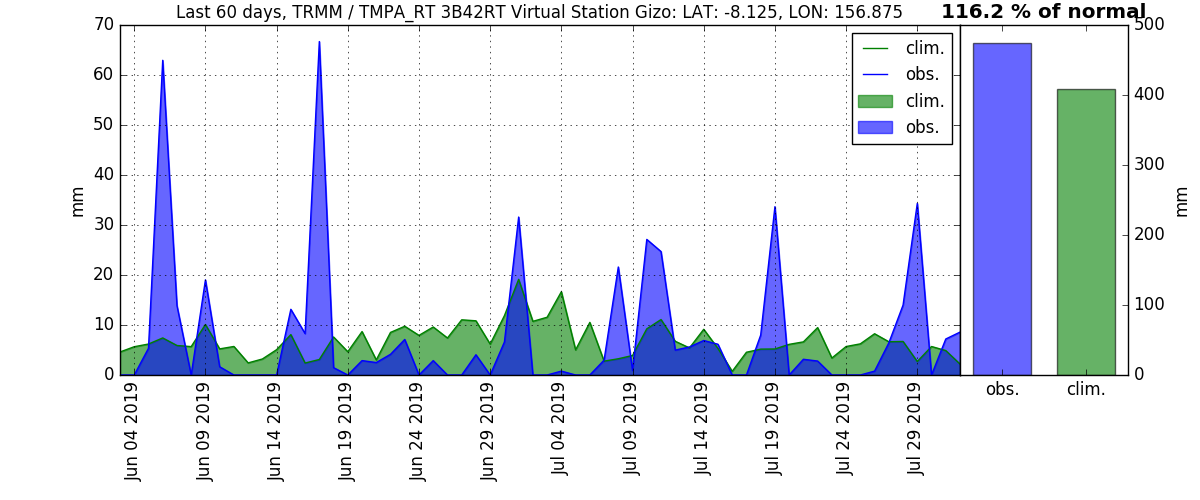 Last 60 days, TRMM / TMPA_RT 3B42RT Virtual Station Gizo: LAT: -8.125, LON: 156.875
116.2 % of normal
70
60
50
40
30
20
10
0
mm
clim.
obs.
clim.
obs.
500
400
300
200
100
0
mm
Jun 04 2019
Jun 09 2019
Jun 14 2019
Jun 19 2019
Jun 24 2019
Jun 29 2019
Jul 04 2019
Jul 09 2019
Jul 14 2019
Jul 19 2019
Jul 24 2019
Jul 29 2019
obs.
clim.